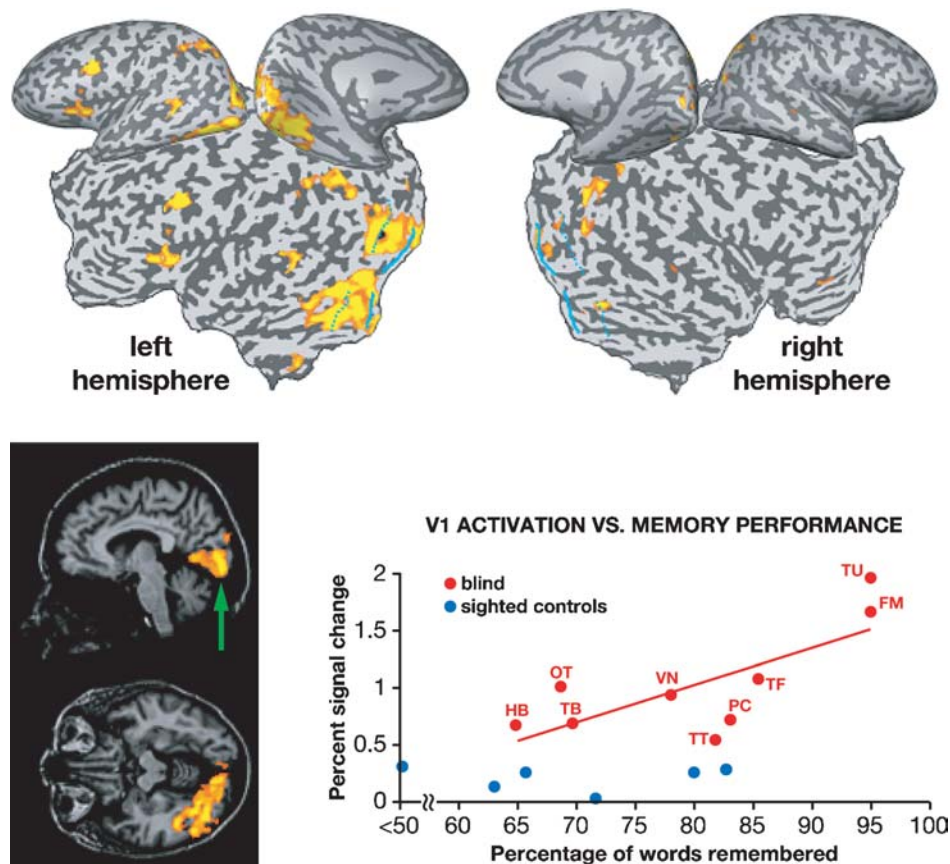 left
hemisphere
right
hemisphere
V1 ACTIVATION VS. MEMORY PERFORMANCE
blind
sighted controls
Percent signal change
2
1.5
1
0.5
0
TU
FM
OT
VN
TF
HB
TB
PC
TT
<50 60 65 70 75 80 85 90 95 100
Percentage of words remembered